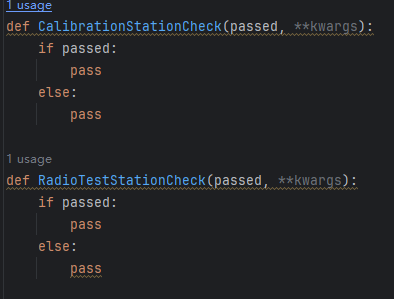 1 usage
def CalibrationStationCheck(passed, **kwargs):
    if passed:
        pass
    else:
        pass
1 usage
def RadioTestStationCheck(passed, **kwargs):
    if passed:
        pass
    else:
        pass